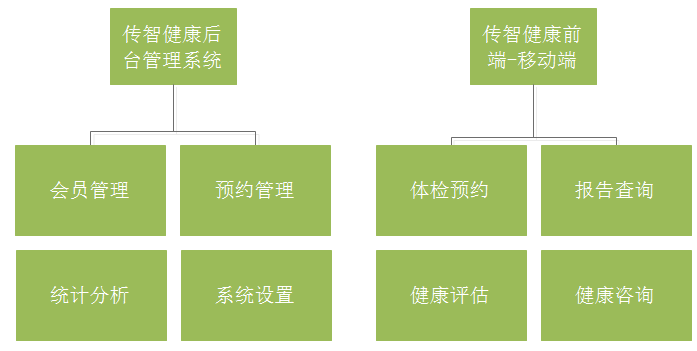 传智健康后
台管理系统
会员管理
预约管理
统计分析
系统设置
传智健康前
端-移动端
体检预约
报告查询
健康评估
健康咨询